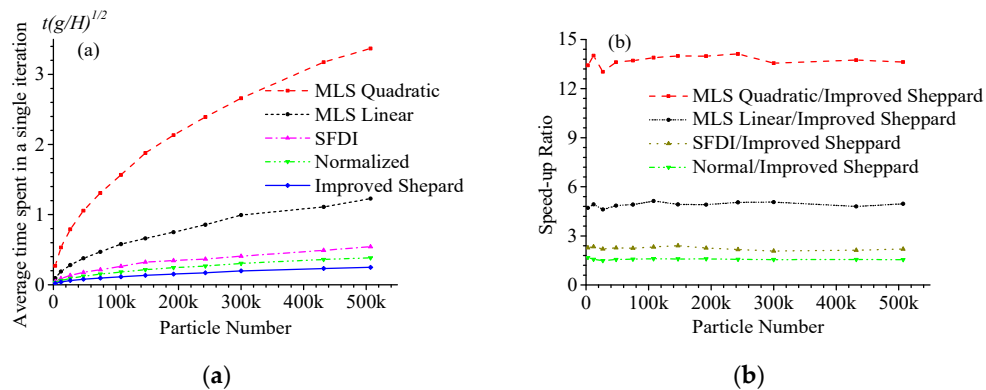 t(g/H)^1/2
(a)
Average time spent in a single iteration
3
2
1
0
MLS Quadratic
MLS Linear
SFDI
Normalized
Improved Shepard
0
100k
200k
300k
400k
500k
Particle Number
(a)
(b)
Speed-up Ratio
15
12
9
6
3
0
MLS Quadratic/Improved Sheppard
MLS Linear/Improved Sheppard
SFDI/Improved Sheppard
Normal/Improved Sheppard
0
100k
200k
300k
400k
500k
Particle Number
(b)